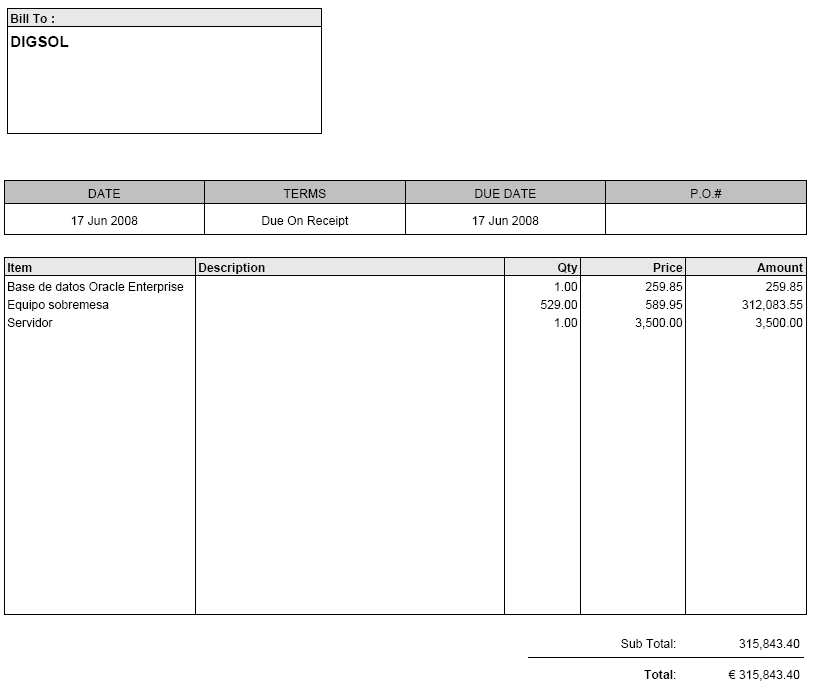 Bill To :
DIGSOL
DATE TERMS DUE DATE P.O.#
17 Jun 2008 Due On Receipt 17 Jun 2008
Item Description Qty Price Amount
Base de datos Oracle Enterprise 1.00 259.85 259.85
Equipo sobremesa 529.00 589.95 312,083.55
Servidor 1.00 3,500.00 3,500.00
Sub Total: 315,843.40
Total: € 315,843.40